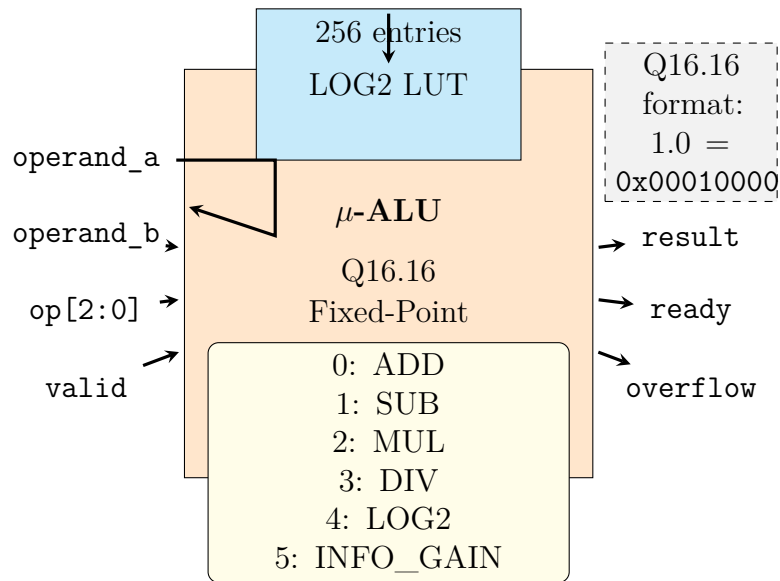 256 entries
LOG2 LUT
Q16.16
format:
1.0 =
0x00010000
operand_a
operand_b
op[2:0]
valid
μ-ALU
Q16.16
Fixed-Point
result
ready
overflow
0: ADD
1: SUB
2: MUL
3: DIV
4: LOG2
5: INFO_GAIN